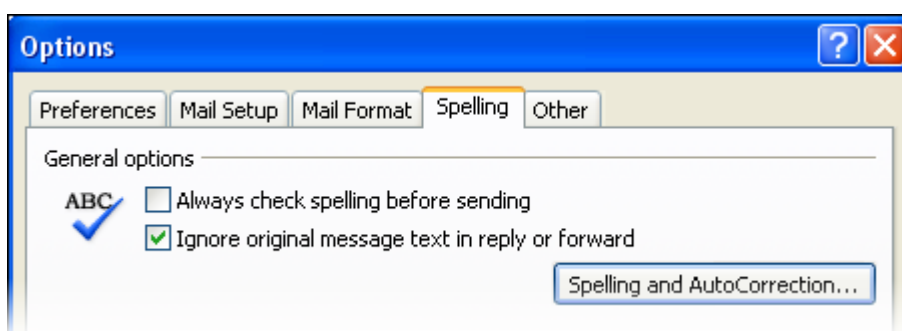 Options
Preferences Mail Setup Mail Format Spelling Other
General options
ABC Always check spelling before sending
Ignore original message text in reply or forward
Spelling and AutoCorrection...